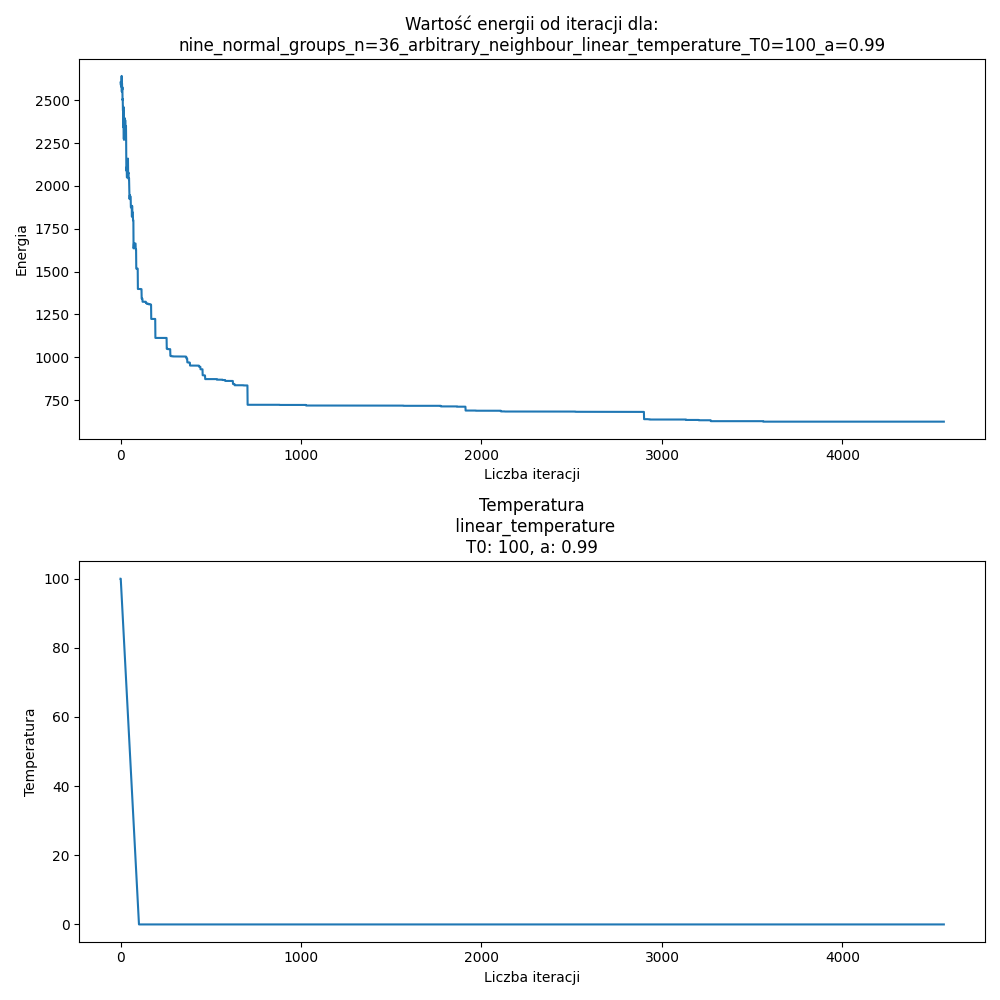 Wartość energii od iteracji dla:
nine_normal_groups_n=36_arbitrary_neighbour_linear_temperature_T0=100_a=0.99
2500
2250
2000
1750
1500
1250
1000
750
Energia
0 1000 2000 3000 4000
Liczba iteracji
Temperatura
linear_temperature
T0: 100, a: 0.99
100
80
60
40
20
0
Temperatura
0 1000 2000 3000 4000
Liczba iteracji